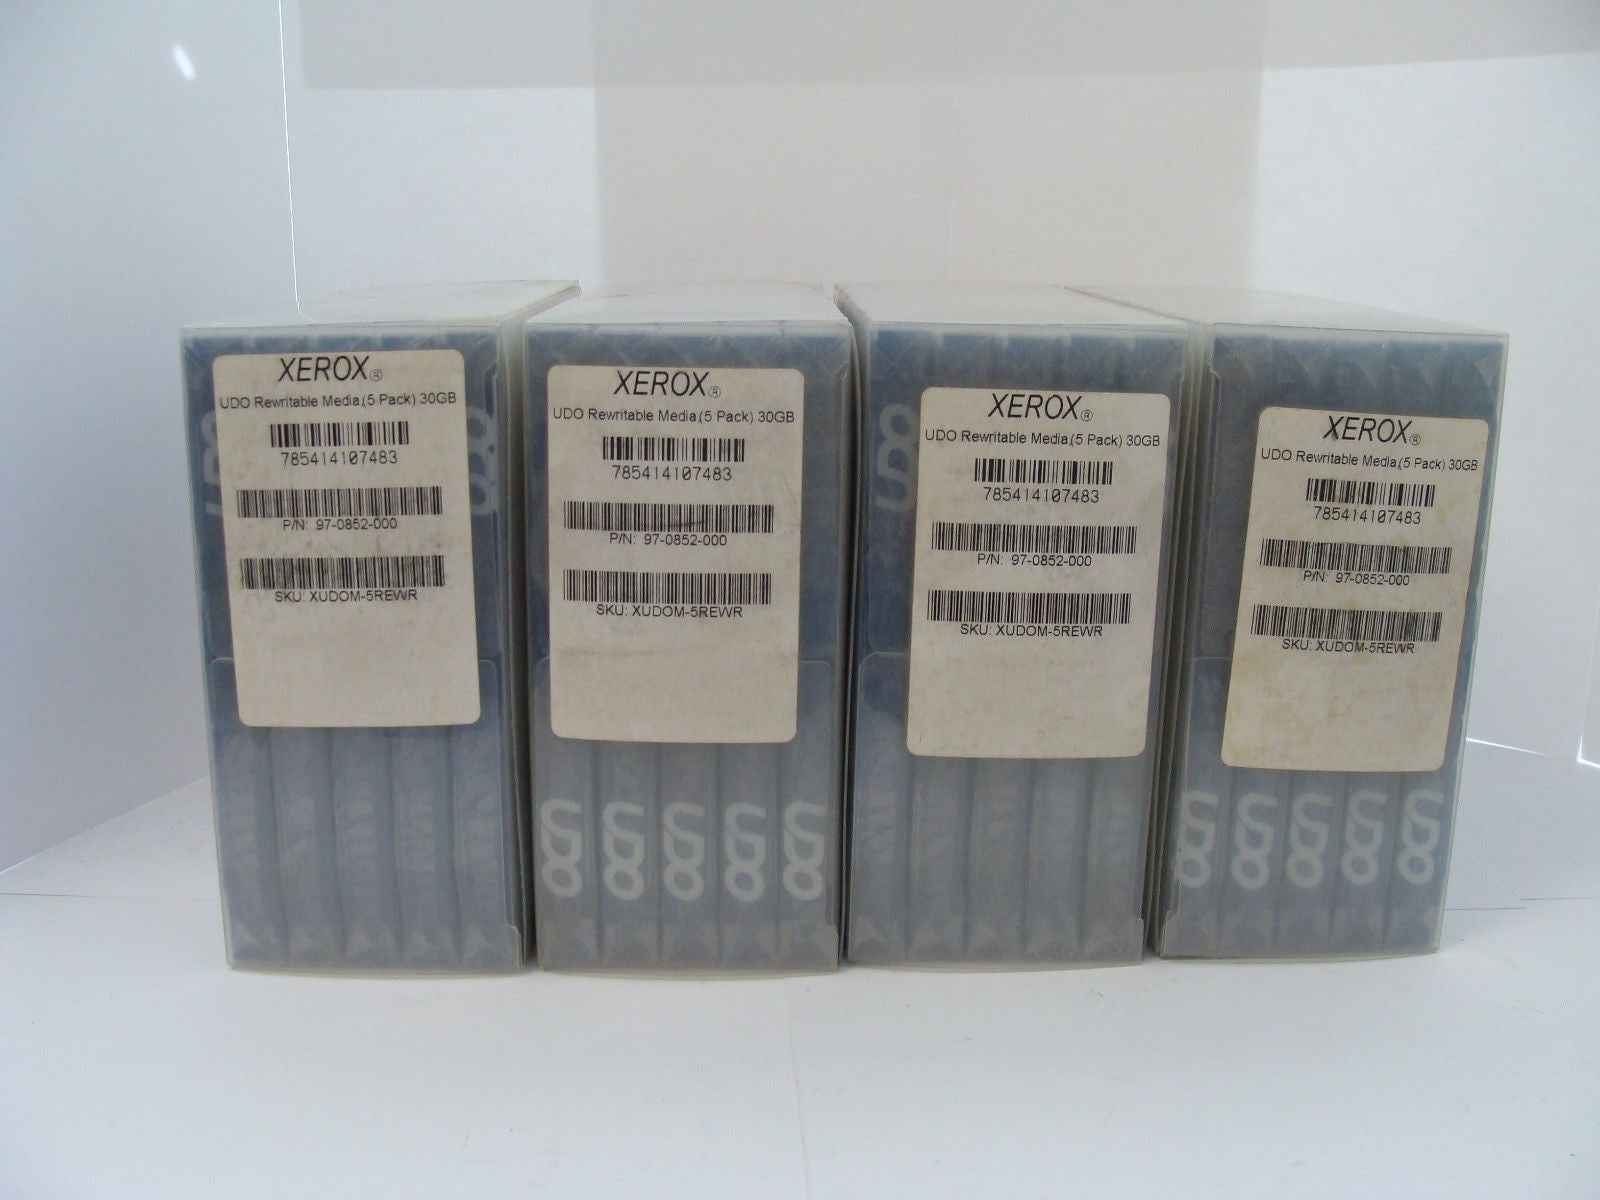 XEROX®
UDO Rewritable Media,(5 Pack) 30GB
785414107483
P/N: 97-0852-000
SKU: XUDOM-5REWR
XEROX®
UDO Rewritable Media,(5 Pack) 30GB
785414107483
P/N: 97-0852-000
SKU: XUDOM-5REWR
UDO UDO UDO UDO UDO
XEROX®
UDO Rewritable Media,(5 Pack) 30GB
785414107483
P/N: 97-0852-000
SKU: XUDOM-5REWR
XEROX®
UDO Rewritable Media,(5 Pack) 30GB
785414107483
P/N: 97-0852-000
SKU: XUDOM-5REWR
UDO UDO UDO UDO UDO